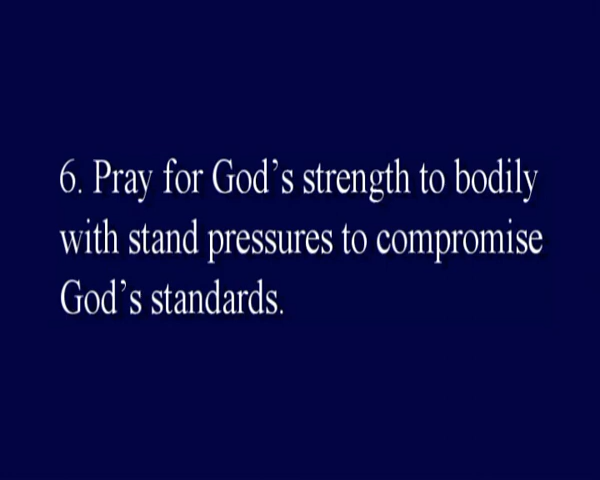 6. Pray for God’s strength to bodily
with stand pressures to compromise
God’s standards.